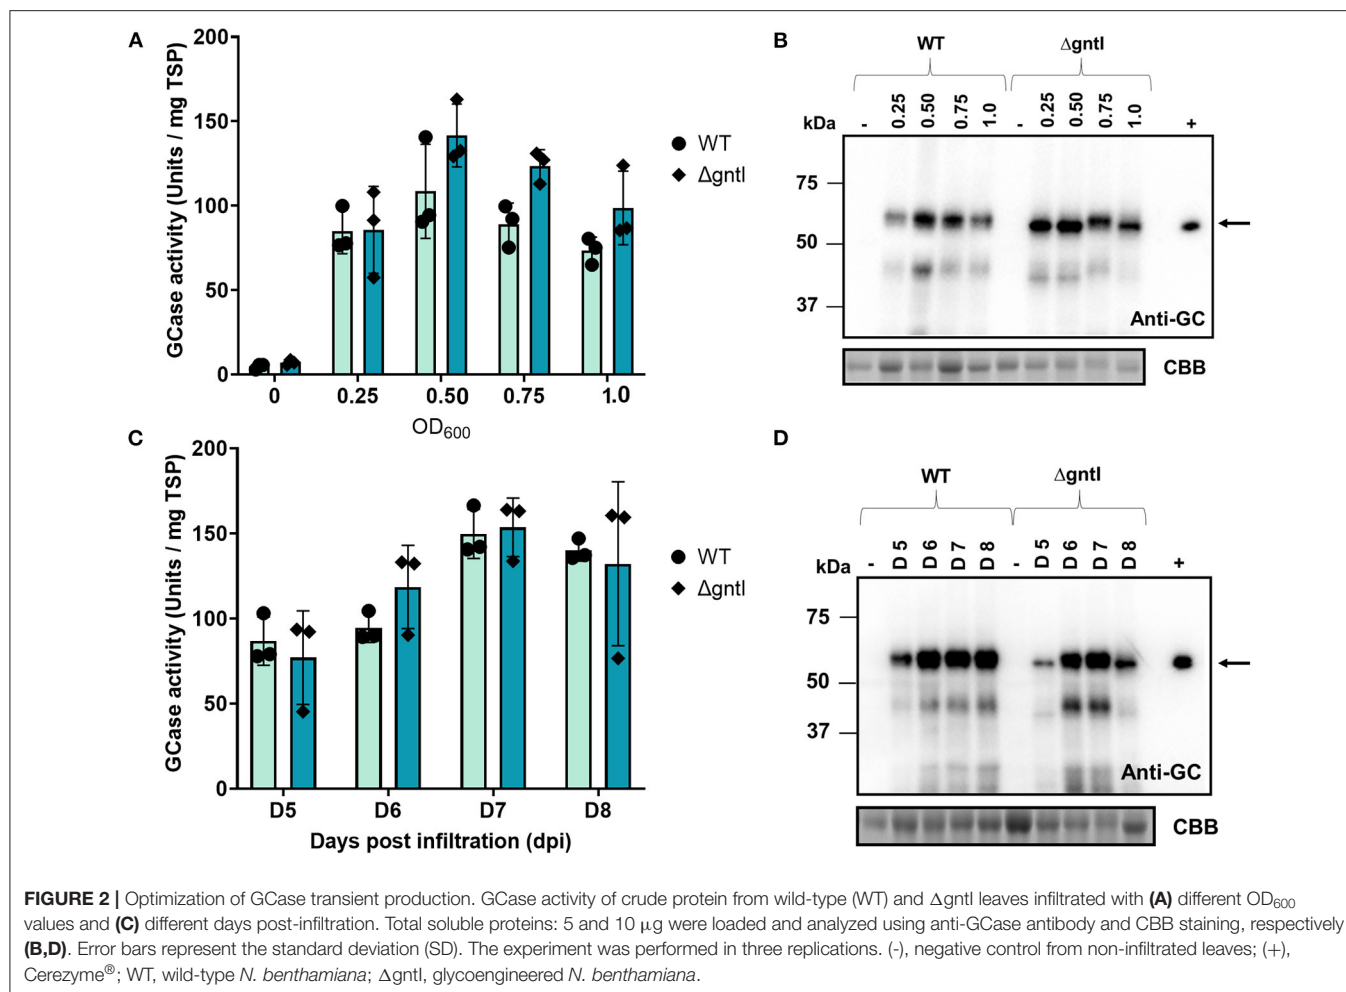 A
GCase activity (Units / mg TSP)
200
150
100
50
0
0 0.25 0.50 0.75 1.0
OD600
WT
Δgntl
B
WT Δgntl
kDa - 0.25 0.50 0.75 1.0 - 0.25 0.50 0.75 1.0 +
75
50
37
Anti-GC
CBB
C
GCase activity (Units / mg TSP)
200
150
100
50
0
D5 D6 D7 D8
Days post infiltration (dpi)
WT
Δgntl
D
WT Δgntl
kDa - D 5 D 6 D 7 D 8 - D 5 D 6 D 7 D 8 +
75
50
37
Anti-GC
CBB
FIGURE 2 | Optimization of GCase transient production. GCase activity of crude protein from wild-type (WT) and Δgntl leaves infiltrated with (A) different OD600
values and (C) different days post-infiltration. Total soluble proteins: 5 and 10 μg were loaded and analyzed using anti-GCase antibody and CBB staining, respectively
(B,D). Error bars represent the standard deviation (SD). The experiment was performed in three replications. (-), negative control from non-infiltrated leaves; (+),
Cerezyme®; WT, wild-type N. benthamiana; Δgntl, glycoengineered N. benthamiana.